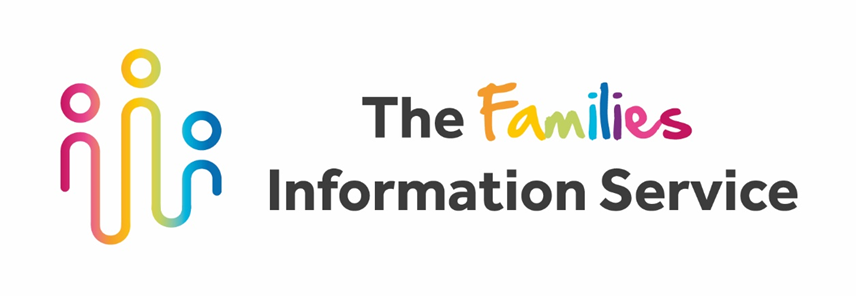 The Families
Information Service